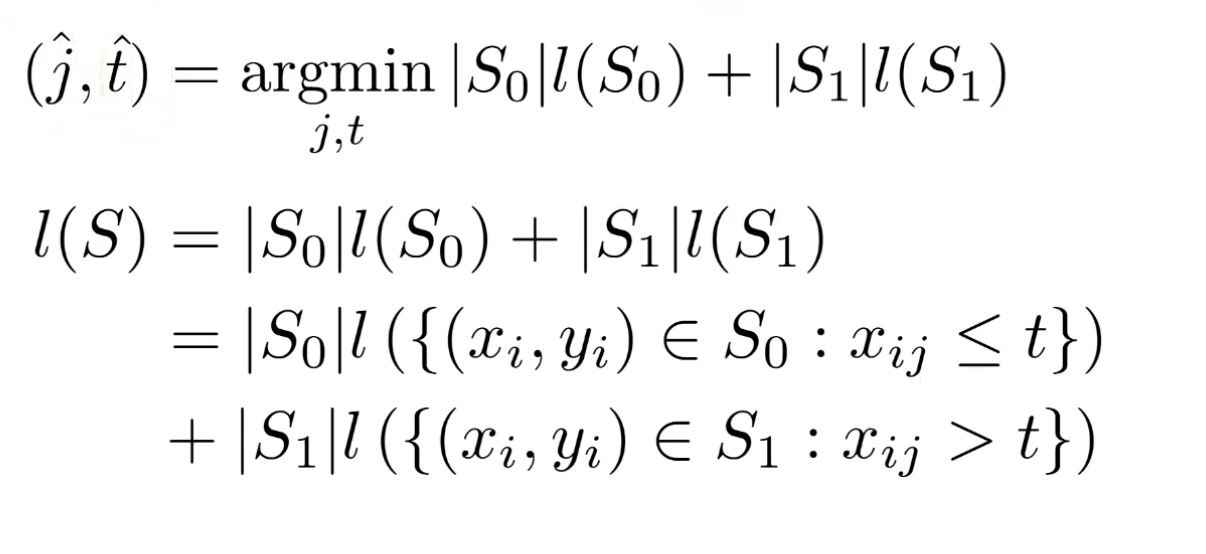 (ĵ, t̂) = argmin |S₀|l(S₀) + |S₁|l(S₁)
j,t
l(S) = |S₀|l(S₀) + |S₁|l(S₁)
= |S₀|l ({(xᵢ, yᵢ) ∈ S₀ : xᵢⱼ ≤ t})
+ |S₁|l ({(xᵢ, yᵢ) ∈ S₁ : xᵢⱼ > t})